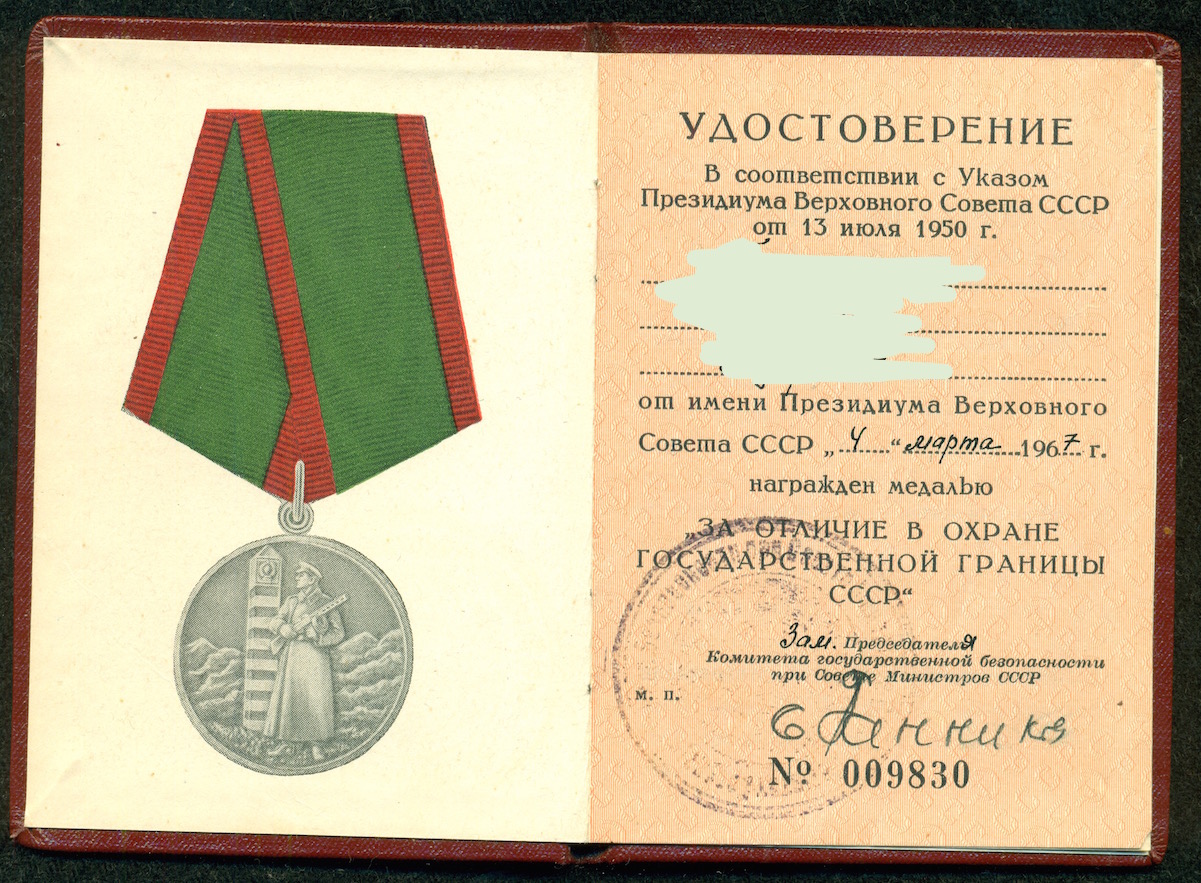 УДОСТОВЕРЕНИЕ
В соответствии с Указом
Президиума Верховного Совета СССР
от 13 июля 1950 г.
от имени Президиума Верховного
Совета СССР „4“ марта 1967 г.
награжден медалью
„ЗА ОТЛИЧИЕ В ОХРАНЕ
ГОСУДАРСТВЕННОЙ ГРАНИЦЫ
СССР“
Зам. Председателя
Комитета государственной безопасности
при Совете Министров СССР
м. п.
№ 009830